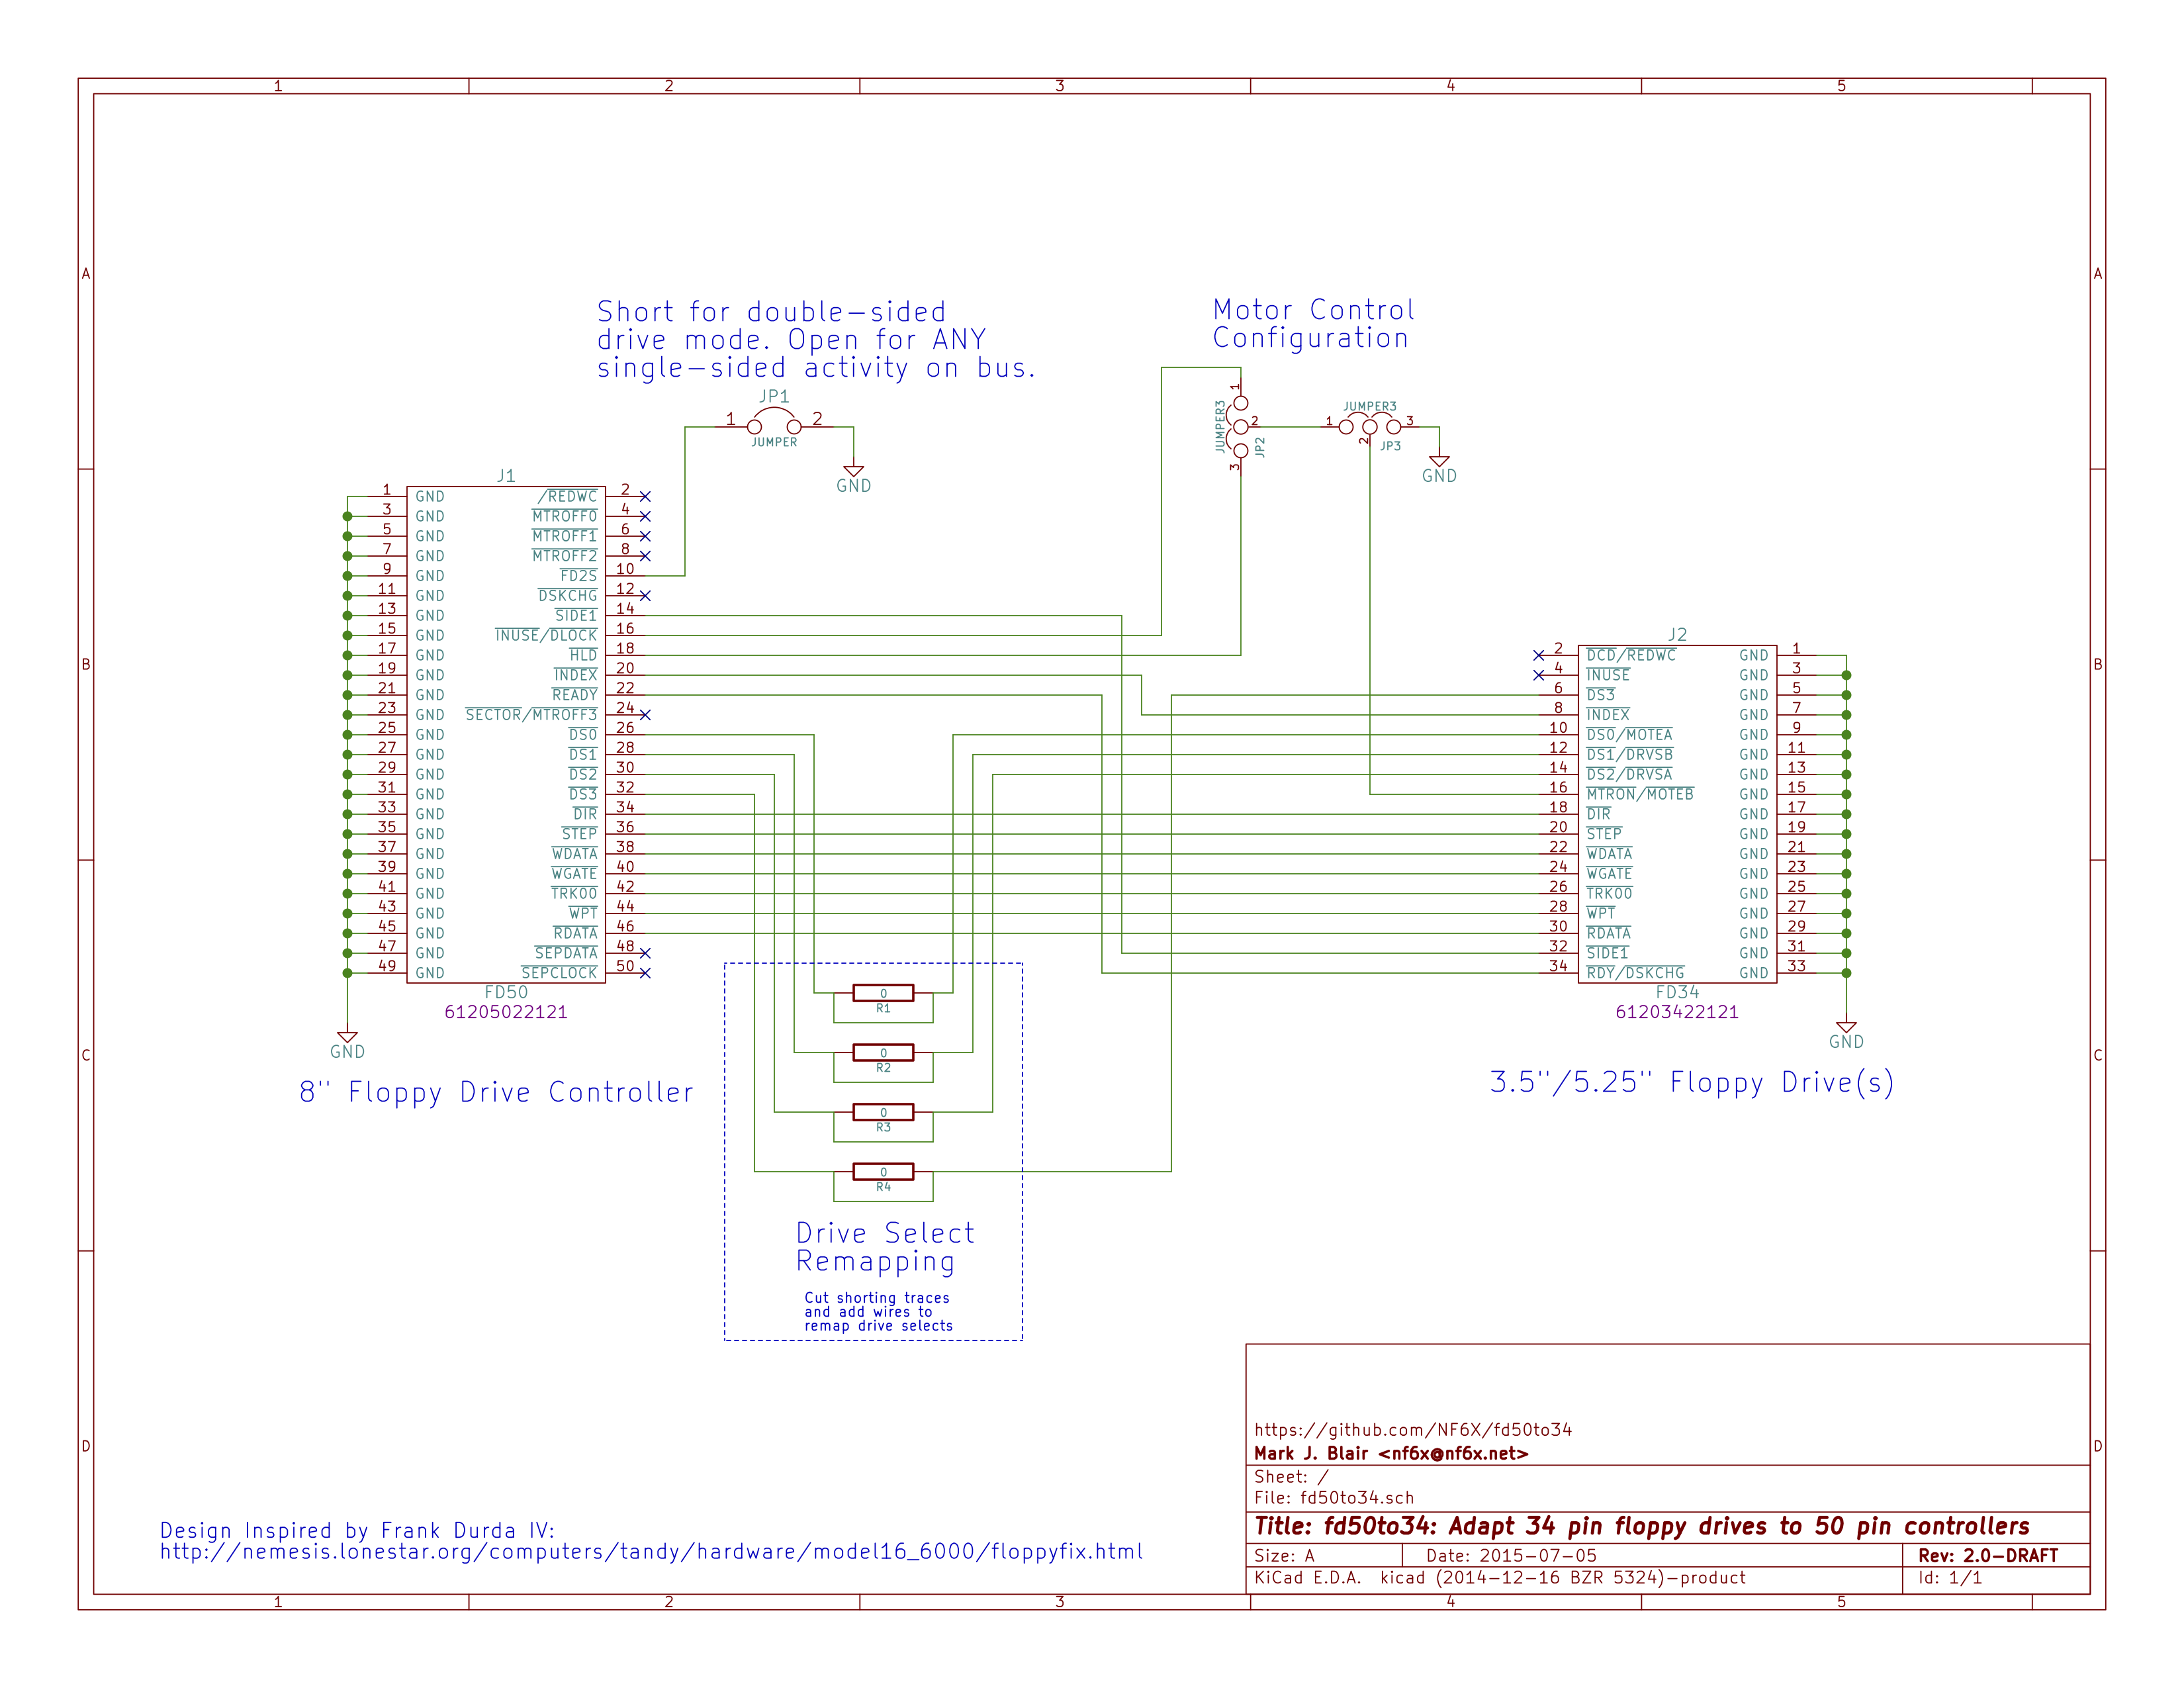 1 2 3 4 5
A A
B B
C C
D D
Short for double-sided
drive mode. Open for ANY
single-sided activity on bus.
JP1
1 2
JUMPER
GND
Motor Control
Configuration
1
JUMPER3
2
JP2
3
JUMPER3
1 3
2
JP3
GND
J1
1 GND /REDWC 2
3 GND MTROFF0 4
5 GND MTROFF1 6
7 GND MTROFF2 8
9 GND FD2S 10
11 GND DSKCHG 12
13 GND SIDE1 14
15 GND INUSE/DLOCK 16
17 GND HLD 18
19 GND INDEX 20
21 GND READY 22
23 GND SECTOR/MTROFF3 24
25 GND DS0 26
27 GND DS1 28
29 GND DS2 30
31 GND DS3 32
33 GND DIR 34
35 GND STEP 36
37 GND WDATA 38
39 GND WGATE 40
41 GND TRK00 42
43 GND WPT 44
45 GND RDATA 46
47 GND SEPDATA 48
49 GND SEPCLOCK 50
FD50
61205022121
GND
8" Floppy Drive Controller
J2
2 DCD/REDWC GND 1
4 INUSE GND 3
6 DS3 GND 5
8 INDEX GND 7
10 DS0/MOTEA GND 9
12 DS1/DRVSB GND 11
14 DS2/DRVSA GND 13
16 MTRON/MOTEB GND 15
18 DIR GND 17
20 STEP GND 19
22 WDATA GND 21
24 WGATE GND 23
26 TRK00 GND 25
28 WPT GND 27
30 RDATA GND 29
32 SIDE1 GND 31
34 RDY/DSKCHG GND 33
FD34
61203422121
GND
3.5"/5.25" Floppy Drive(s)
0
R1
0
R2
0
R3
0
R4
Drive Select
Remapping
Cut shorting traces
and add wires to
remap drive selects
Design Inspired by Frank Durda IV:
http://nemesis.lonestar.org/computers/tandy/hardware/model16_6000/floppyfix.html
https://github.com/NF6X/fd50to34
Mark J. Blair <nf6x@nf6x.net>
Sheet: /
File: fd50to34.sch
Title: fd50to34: Adapt 34 pin floppy drives to 50 pin controllers
Size: A Date: 2015-07-05 Rev: 2.0-DRAFT
KiCad E.D.A. kicad (2014-12-16 BZR 5324)-product Id: 1/1
1 2 3 4 5